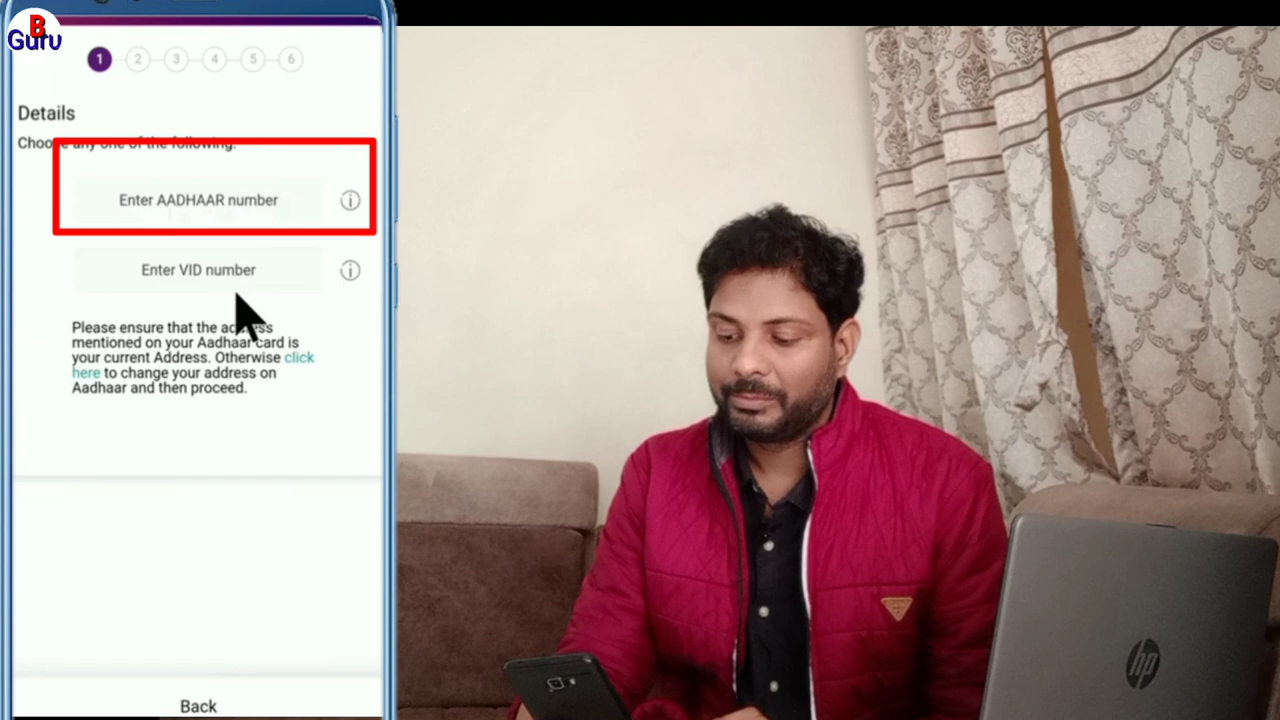 B
Guru
1 2 3 4 5 6
Details
Choose any one of the following.
Enter AADHAAR number
Enter VID number
Please ensure that the address
mentioned on your Aadhaar card is
your current Address. Otherwise click
here to change your address on
Aadhaar and then proceed.
Back
hp